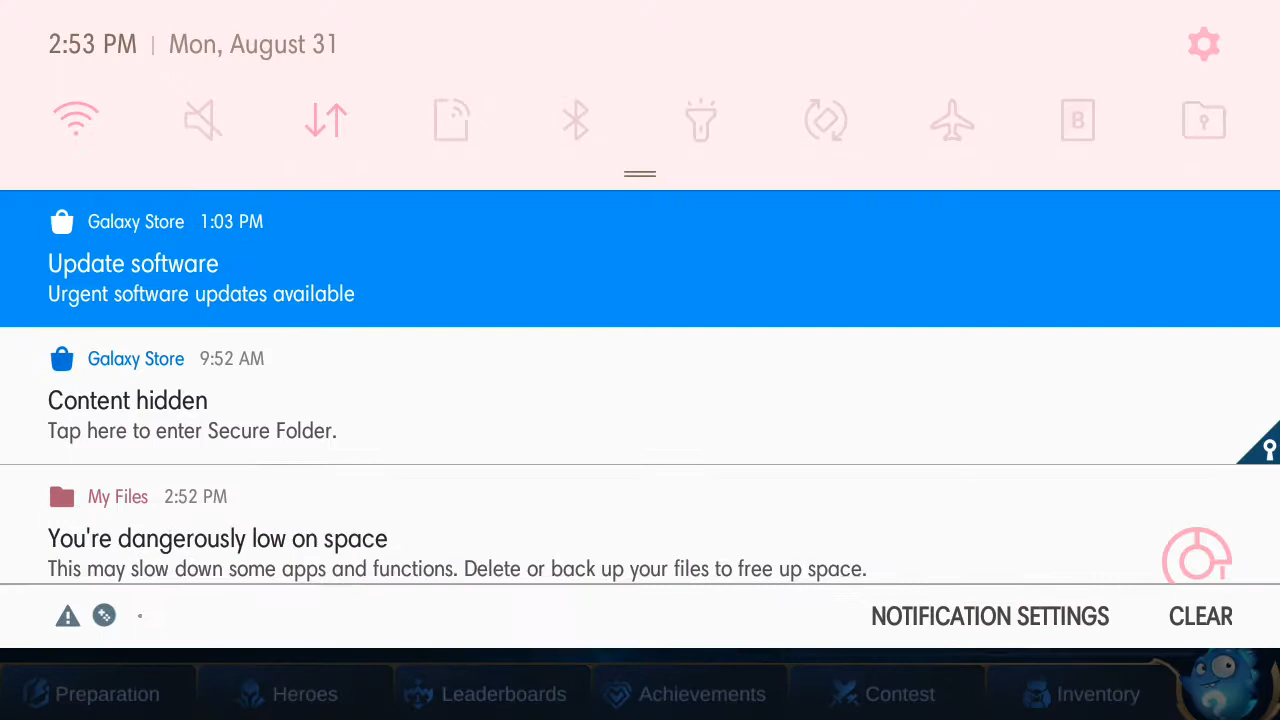 2:53 PM | Mon, August 31
B
Galaxy Store 1:03 PM
Update software
Urgent software updates available
Galaxy Store 9:52 AM
Content hidden
Tap here to enter Secure Folder.
My Files 2:52 PM
You're dangerously low on space
This may slow down some apps and functions. Delete or back up your files to free up space.
NOTIFICATION SETTINGS CLEAR
Preparation Heroes Leaderboards Achievements Contest Inventory